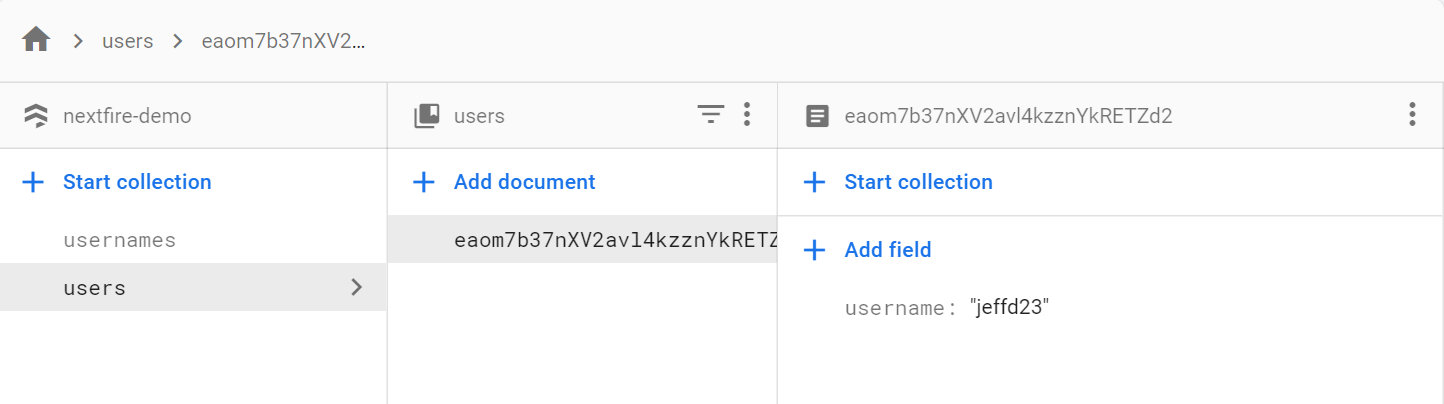 users eaom7b37nXV2...
nextfire-demo
users
eaom7b37nXV2avl4kzznYkRETZd2
Start collection
Add document
Start collection
usernames
users
eaom7b37nXV2avl4kzznYkRETZ
Add field
username: "jeffd23"